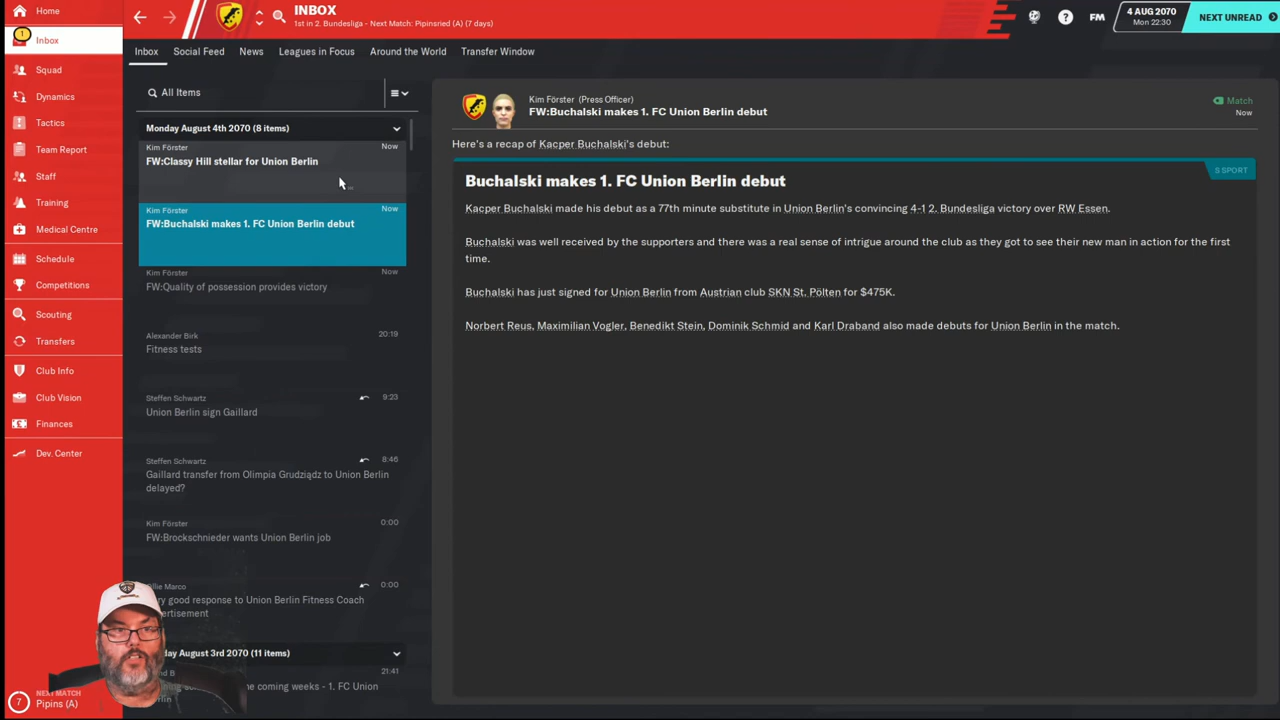 Home
INBOX
1st in 2. Bundesliga - Next Match: Pipinsried (A) (7 days)
FM
4 AUG 2070
Mon 22:30
NEXT UNREAD
1
Inbox
Squad
Dynamics
Tactics
Team Report
Staff
Training
Medical Centre
Schedule
Competitions
Scouting
Transfers
Club Info
Club Vision
Finances
Dev. Center
7
NEXT MATCH
Pipins (A)
Inbox
Social Feed
News
Leagues in Focus
Around the World
Transfer Window
All Items
Monday August 4th 2070 (8 items)
Kim Förster
Now
FW:Classy Hill stellar for Union Berlin
Kim Förster
Now
FW:Buchalski makes 1. FC Union Berlin debut
Kim Förster
Now
FW:Quality of possession provides victory
Alexander Birk
20:19
Fitness tests
Steffen Schwartz
9:23
Union Berlin sign Gaillard
Steffen Schwartz
8:46
Gaillard transfer from Olimpia Grudziądz to Union Berlin
delayed?
Kim Förster
0:00
FW:Brockschnieder wants Union Berlin job
Marco
0:00
good response to Union Berlin Fitness Coach
August 3rd 2070 (11 items)
21:41
coming weeks - 1. FC Union
Kim Förster (Press Officer)
FW:Buchalski makes 1. FC Union Berlin debut
Match
Now
Here's a recap of Kacper Buchalski's debut:
S SPORT
Buchalski makes 1. FC Union Berlin debut
Kacper Buchalski made his debut as a 77th minute substitute in Union Berlin's convincing 4-1 2. Bundesliga victory over RW Essen.
Buchalski was well received by the supporters and there was a real sense of intrigue around the club as they got to see their new man in action for the first
time.
Buchalski has just signed for Union Berlin from Austrian club SKN St. Pölten for $475K.
Norbert Reus, Maximilian Vogler, Benedikt Stein, Dominik Schmid and Karl Draband also made debuts for Union Berlin in the match.